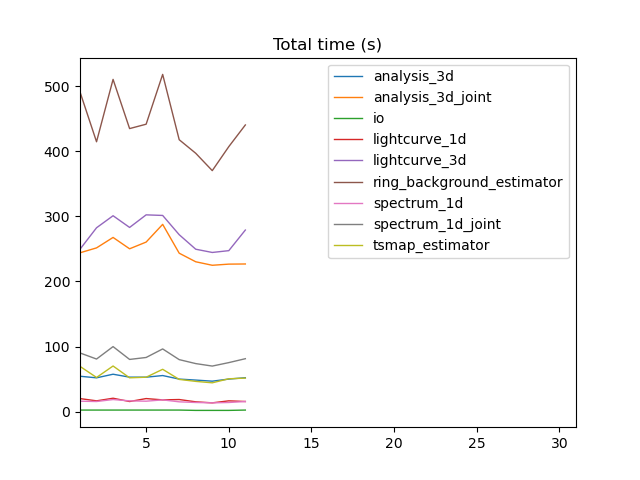 Total time (s)
500
400
300
200
100
0
5 10 15 20 25 30
analysis_3d
analysis_3d_joint
io
lightcurve_1d
lightcurve_3d
ring_background_estimator
spectrum_1d
spectrum_1d_joint
tsmap_estimator